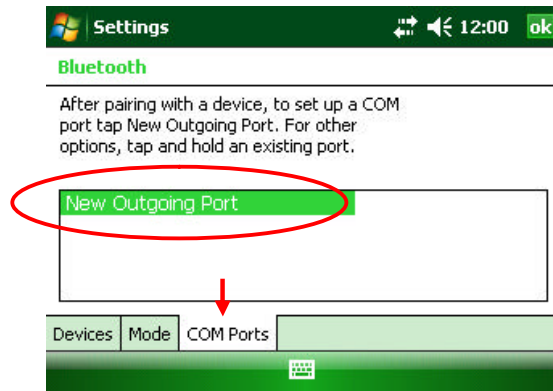 Settings 12:00 ok
Bluetooth
After pairing with a device, to set up a COM
port tap New Outgoing Port. For other
options, tap and hold an existing port.
New Outgoing Port
Devices Mode COM Ports